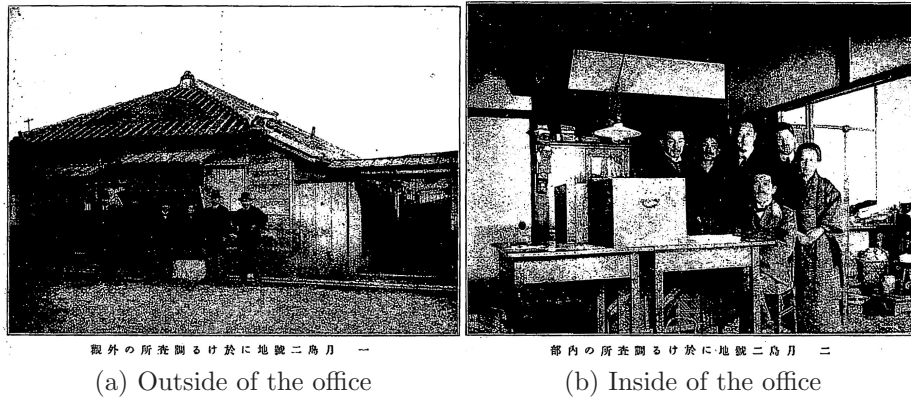 一 月島二號地に於ける調査所の外觀
(a) Outside of the office
二 月島二號地に於ける調査所の内部
(b) Inside of the office